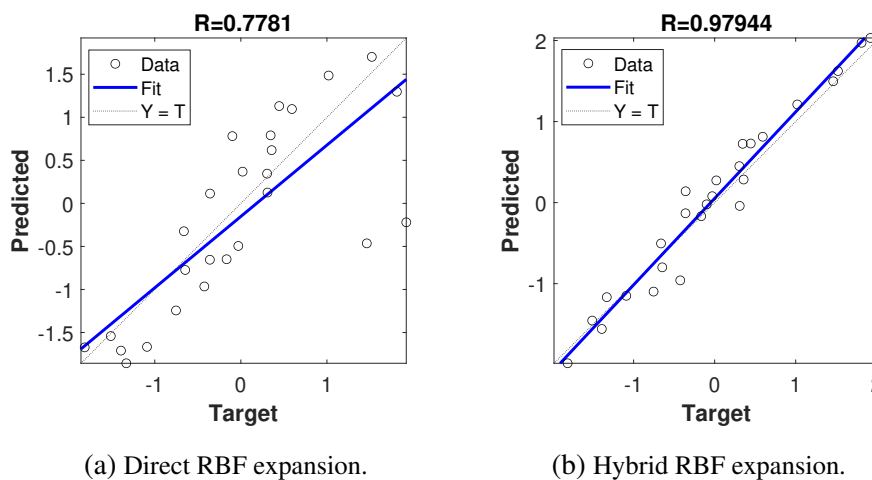 R=0.7781
Data
Fit
Y = T
1.5
1
0.5
0
-0.5
-1
-1.5
Predicted
-1
0
1
Target
(a) Direct RBF expansion.
R=0.97944
Data
Fit
Y = T
2
1
0
-1
Predicted
-1
0
1
Target
(b) Hybrid RBF expansion.